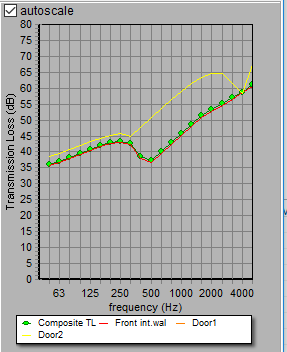 autoscale
80
75
70
65
60
55
50
45
40
35
30
25
20
15
10
5
0
Transmission Loss (dB)
63 125 250 500 1000 2000 4000
frequency (Hz)
Composite TL Front int.wal Door1
Door2